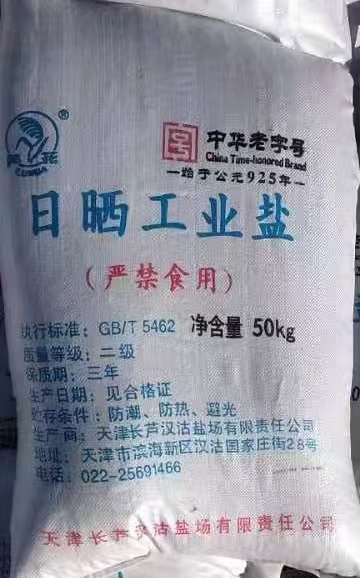 ®
芦花
LUHUA
号
中华老字号
China Time-honored Brand
—始于公元925年—
日晒工业盐
(严禁食用)
执行标准：GB/T 5462 净含量 50kg
质量等级：二级
保质期：三年
生产日期：见合格证
贮存条件：防潮、防热、避光
生产商：天津长芦汉沽盐场有限责任公司
地址：天津市滨海新区汉沽国家庄街28号
电话：022-25691466
天津长芦汉沽盐场有限责任公司